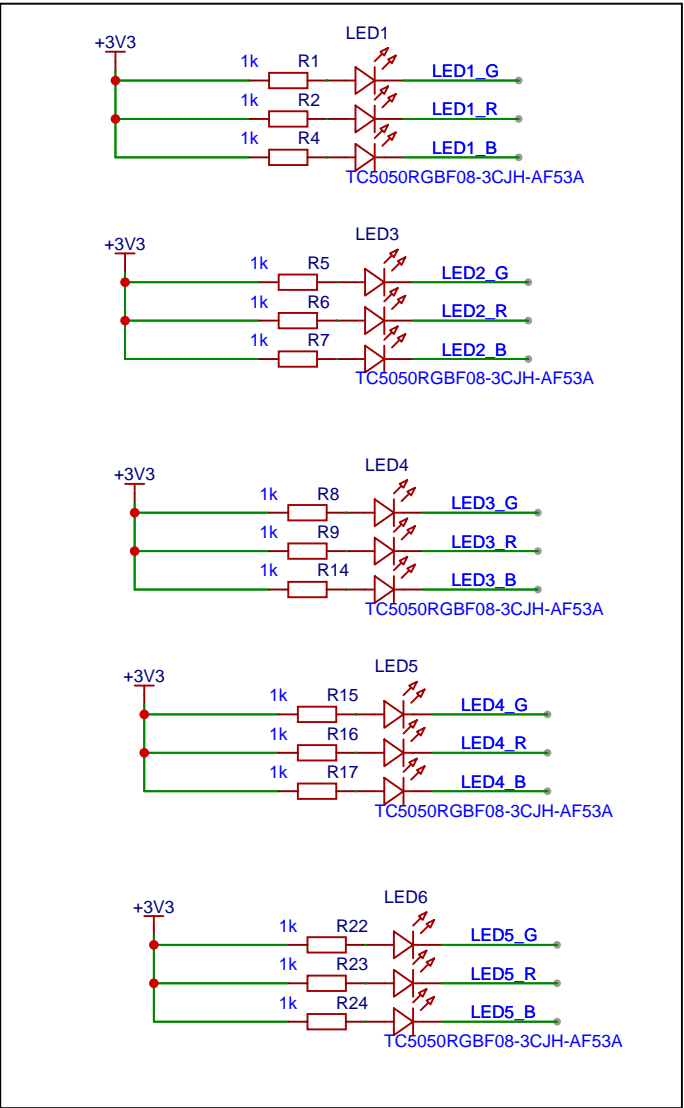 LED1
+3V3
1k R1 LED1_G
1k R2 LED1_R
1k R4 LED1_B
TC5050RGBF08-3CJH-AF53A
LED3
+3V3
1k R5 LED2_G
1k R6 LED2_R
1k R7 LED2_B
TC5050RGBF08-3CJH-AF53A
LED4
+3V3
1k R8 LED3_G
1k R9 LED3_R
1k R14 LED3_B
TC5050RGBF08-3CJH-AF53A
LED5
+3V3
1k R15 LED4_G
1k R16 LED4_R
1k R17 LED4_B
TC5050RGBF08-3CJH-AF53A
LED6
+3V3
1k R22 LED5_G
1k R23 LED5_R
1k R24 LED5_B
TC5050RGBF08-3CJH-AF53A